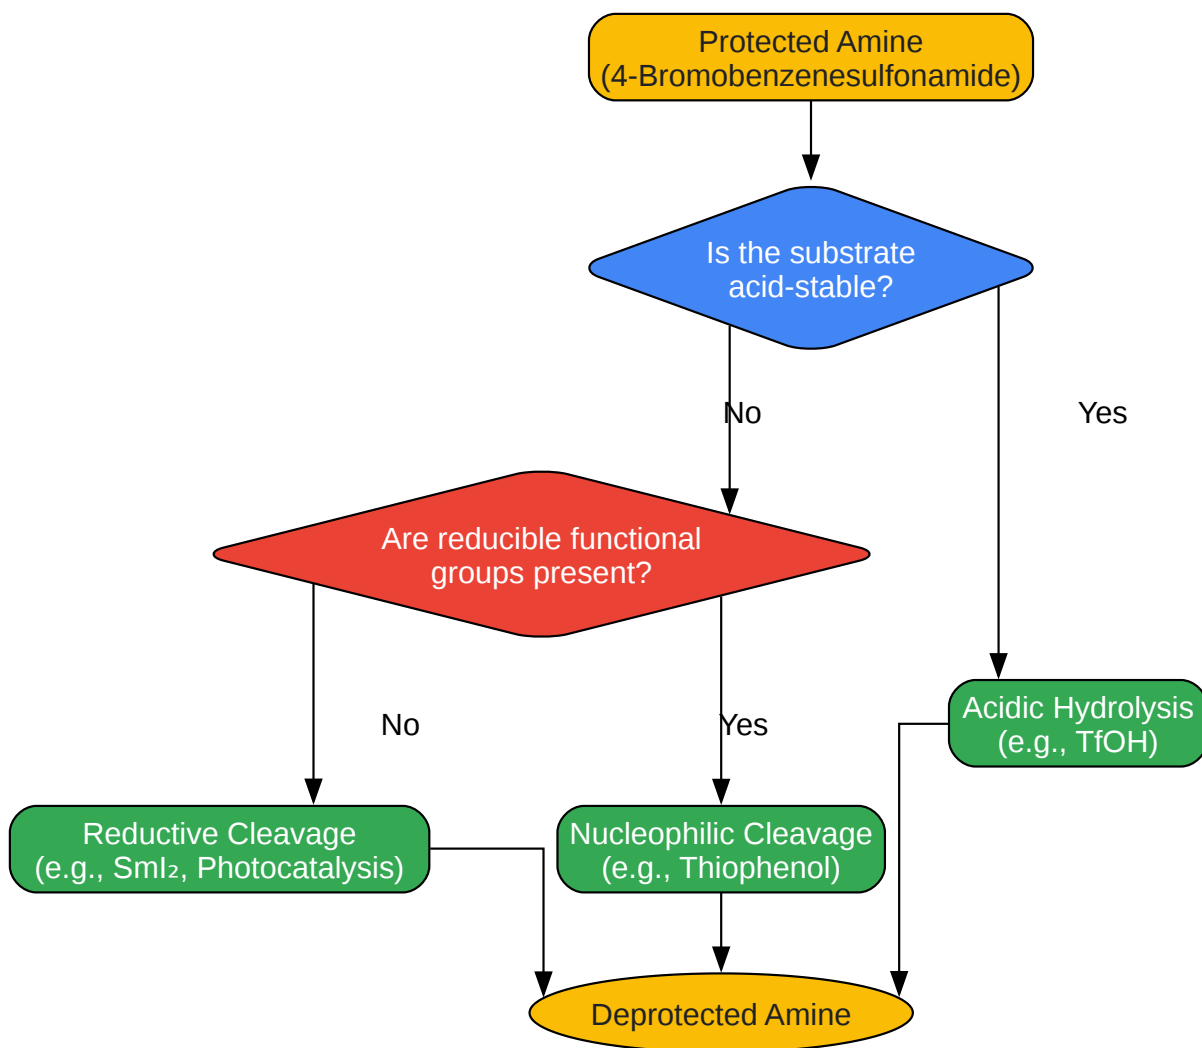 Protected Amine
(4-Bromobenzenesulfonamide)
Is the substrate
acid-stable?
No
Yes
Are reducible functional
groups present?
No
Yes
Acidic Hydrolysis
(e.g., TfOH)
Reductive Cleavage
(e.g., SmI₂, Photocatalysis)
Nucleophilic Cleavage
(e.g., Thiophenol)
Deprotected Amine